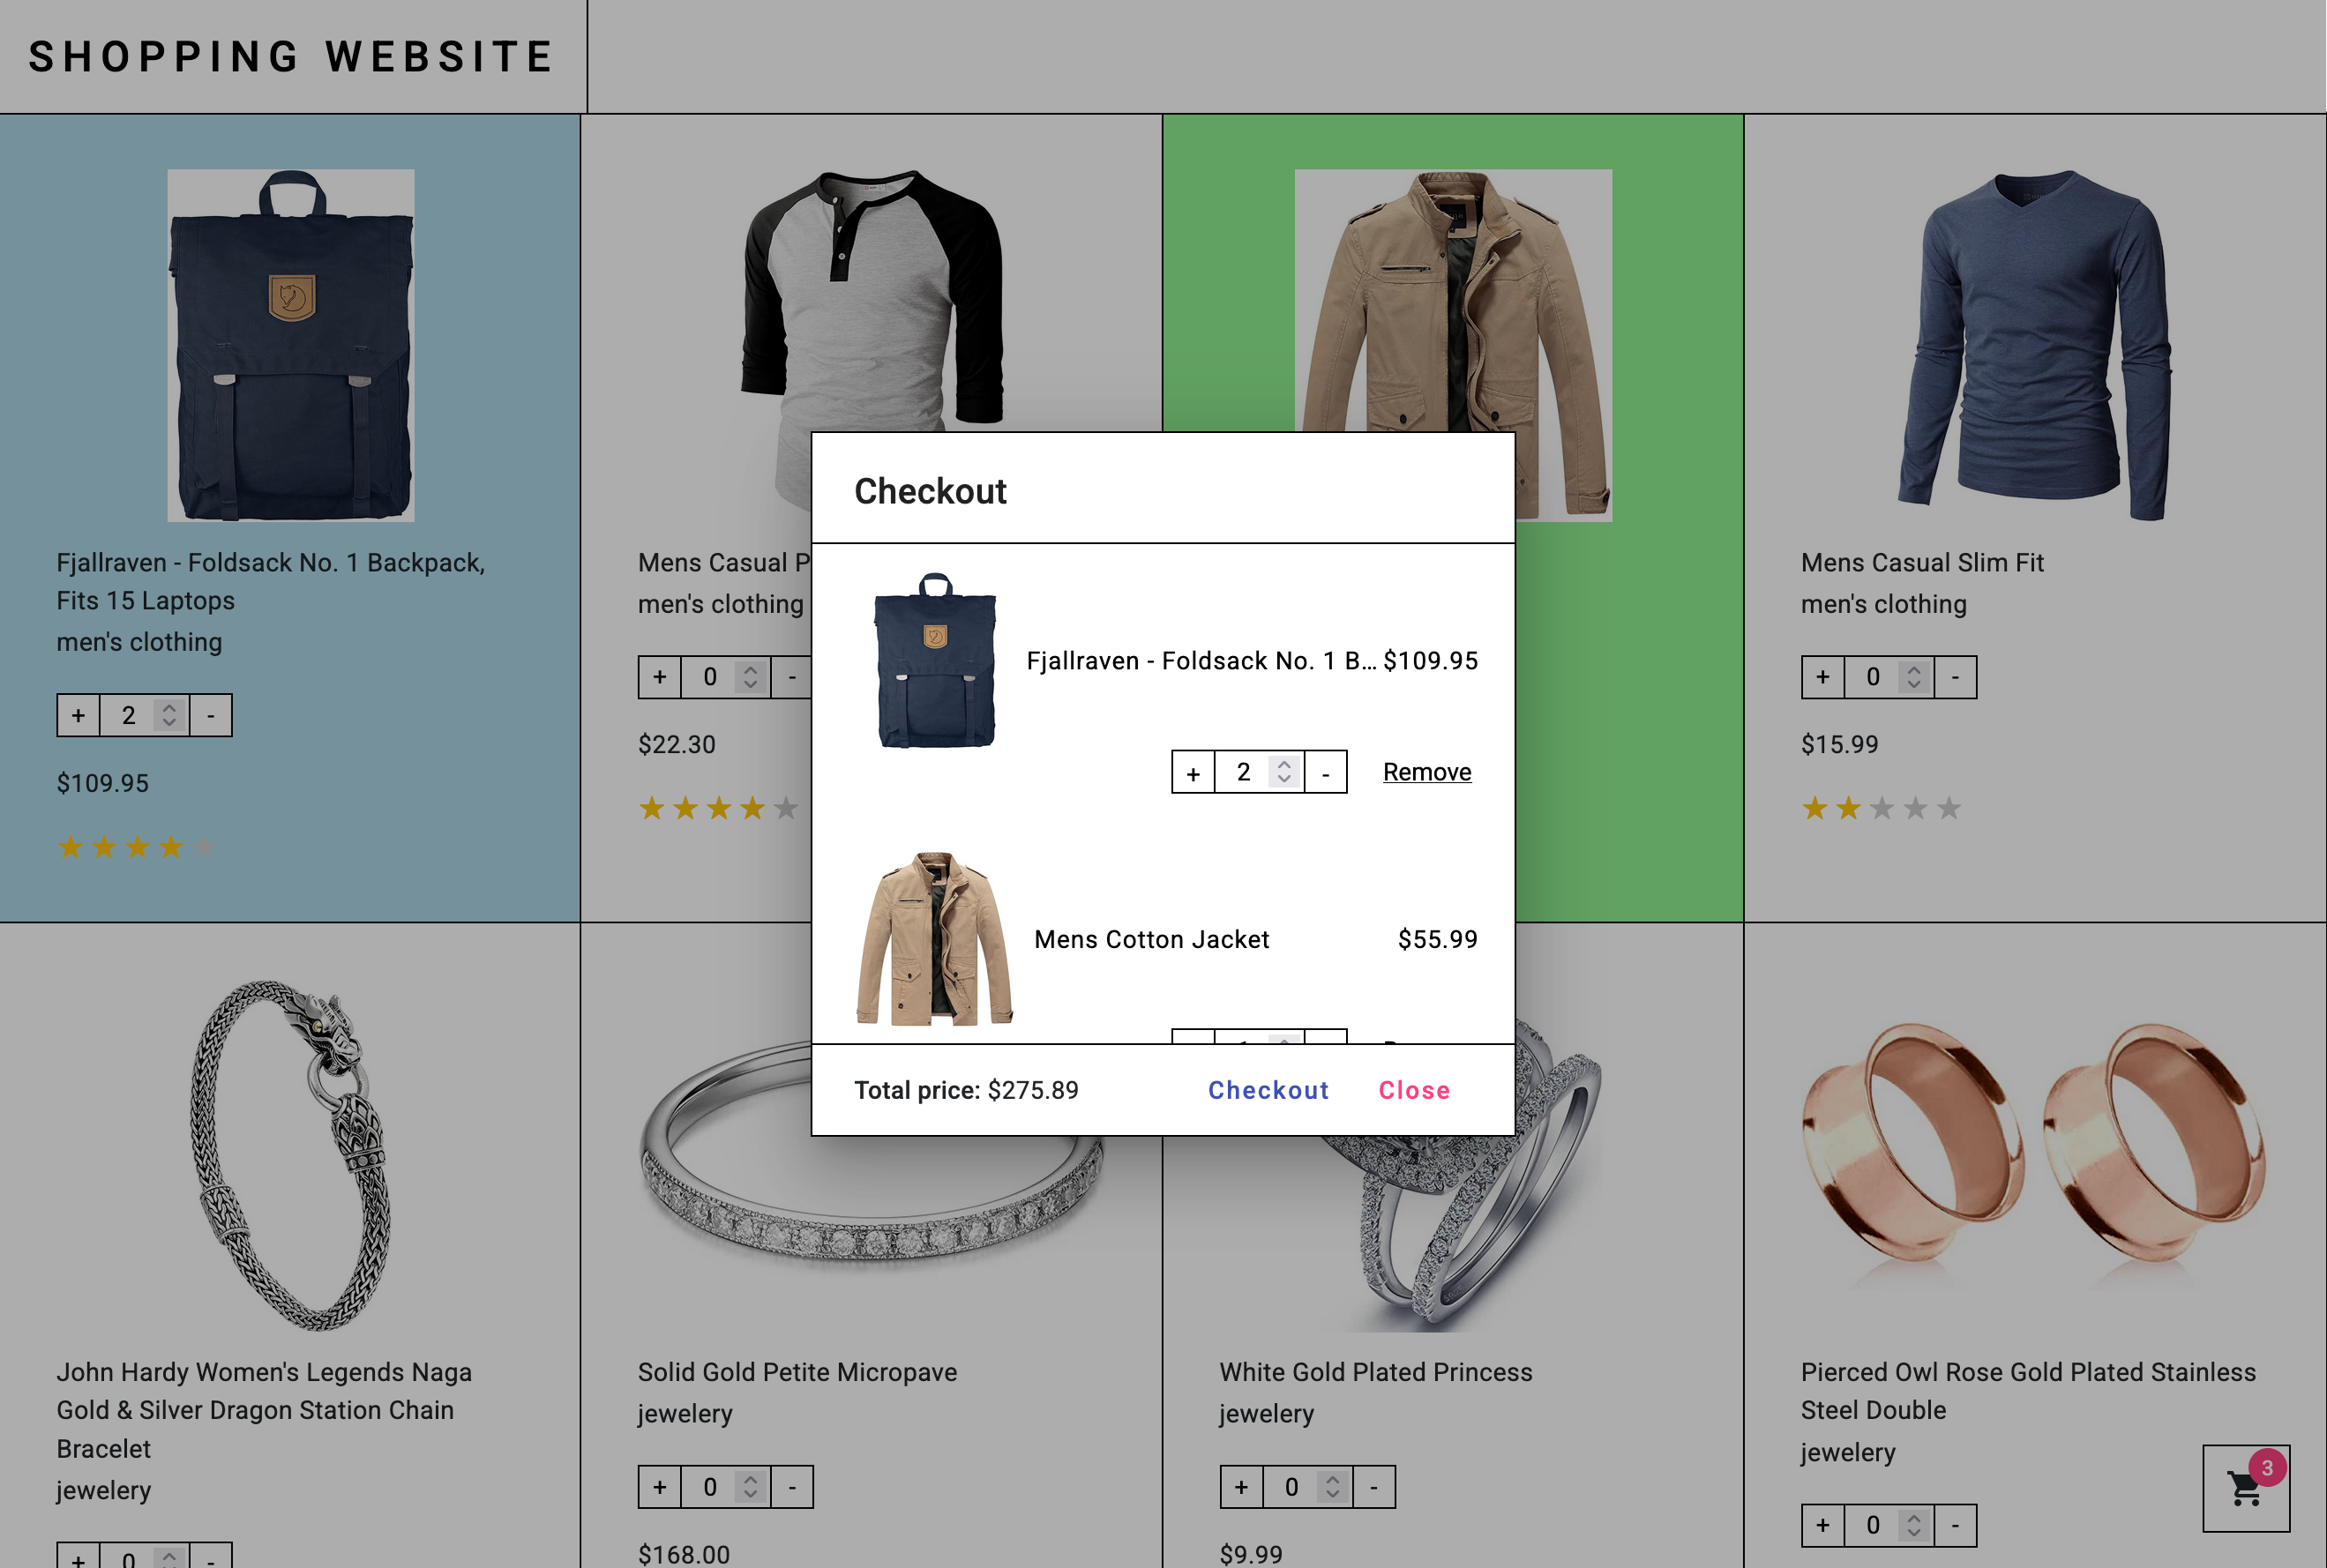 SHOPPING WEBSITE
Fjallraven - Foldsack No. 1 Backpack,
Fits 15 Laptops
men's clothing
+ 2 -
$109.95
Mens Casual P
men's clothing
+ 0 -
$22.30
Mens Casual Slim Fit
men's clothing
+ 0 -
$15.99
Checkout
Fjallraven - Foldsack No. 1 B... $109.95
+ 2 - Remove
Mens Cotton Jacket $55.99
Total price: $275.89 Checkout Close
John Hardy Women's Legends Naga
Gold & Silver Dragon Station Chain
Bracelet
jewelery
+ 0 -
Solid Gold Petite Micropave
jewelery
+ 0 -
$168.00
White Gold Plated Princess
jewelery
+ 0 -
$9.99
Pierced Owl Rose Gold Plated Stainless
Steel Double
jewelery
+ 0 -
3